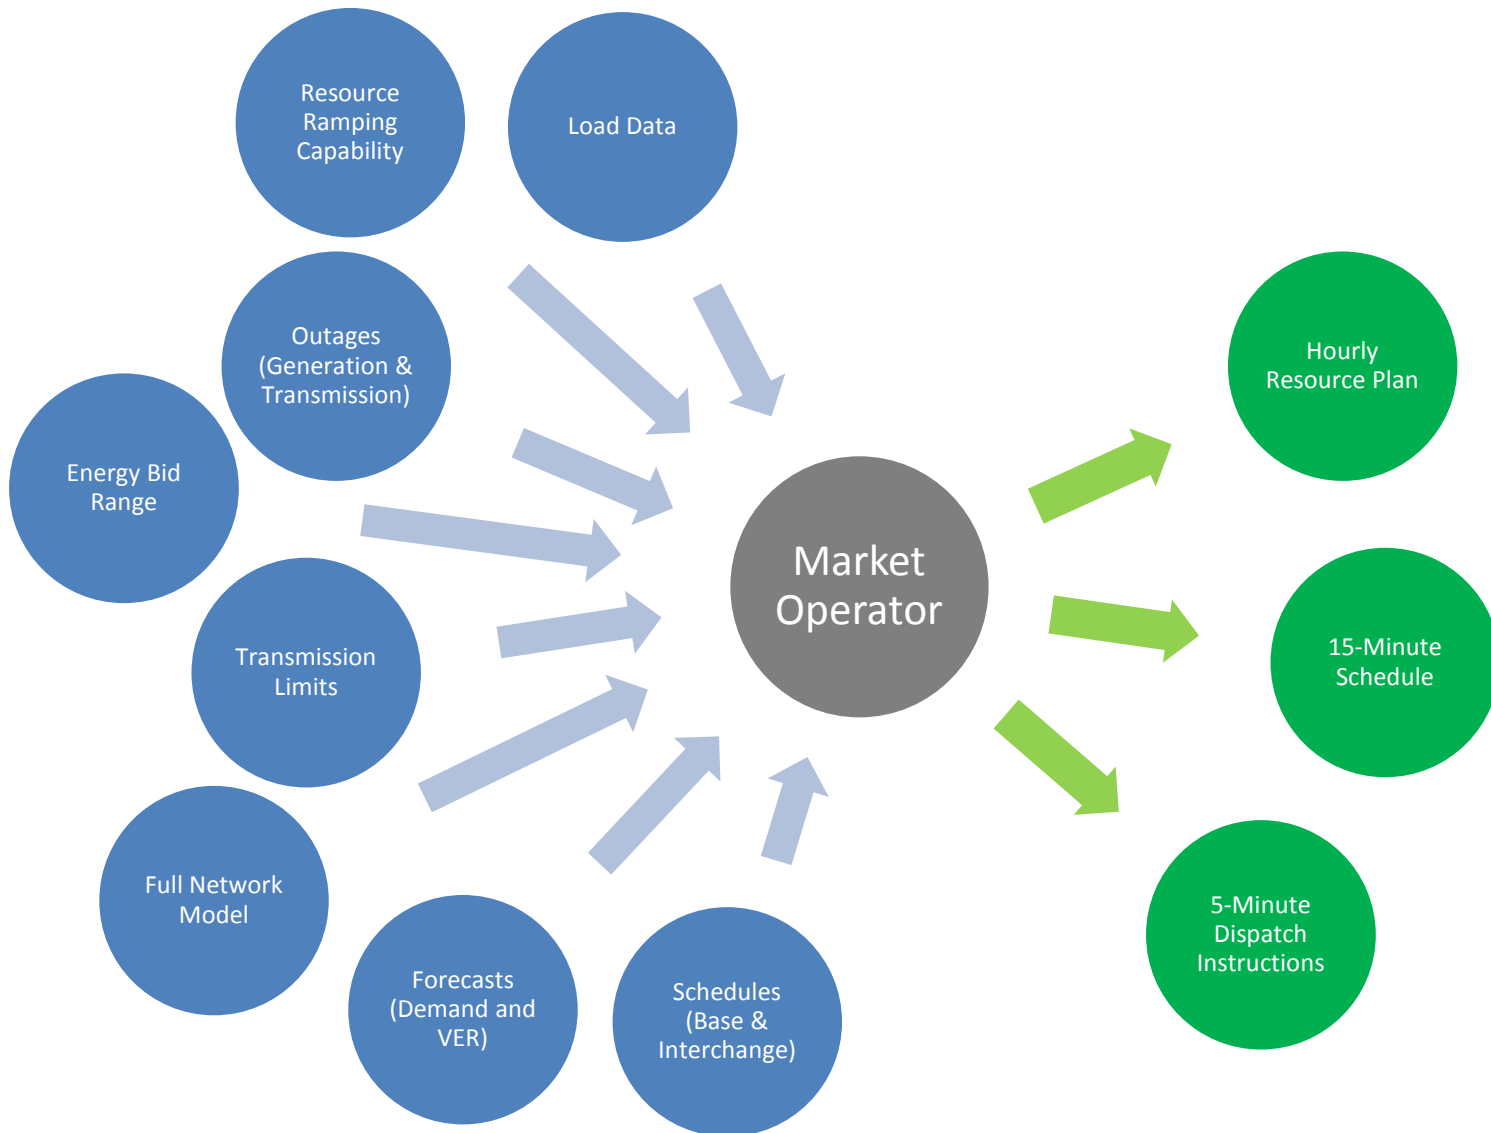 Resource
Ramping
Capability
Load Data
Outages
(Generation &
Transmission)
Energy Bid
Range
Transmission
Limits
Full Network
Model
Forecasts
(Demand and
VER)
Schedules
(Base &
Interchange)
Market
Operator
Hourly
Resource Plan
15-Minute
Schedule
5-Minute
Dispatch
Instructions